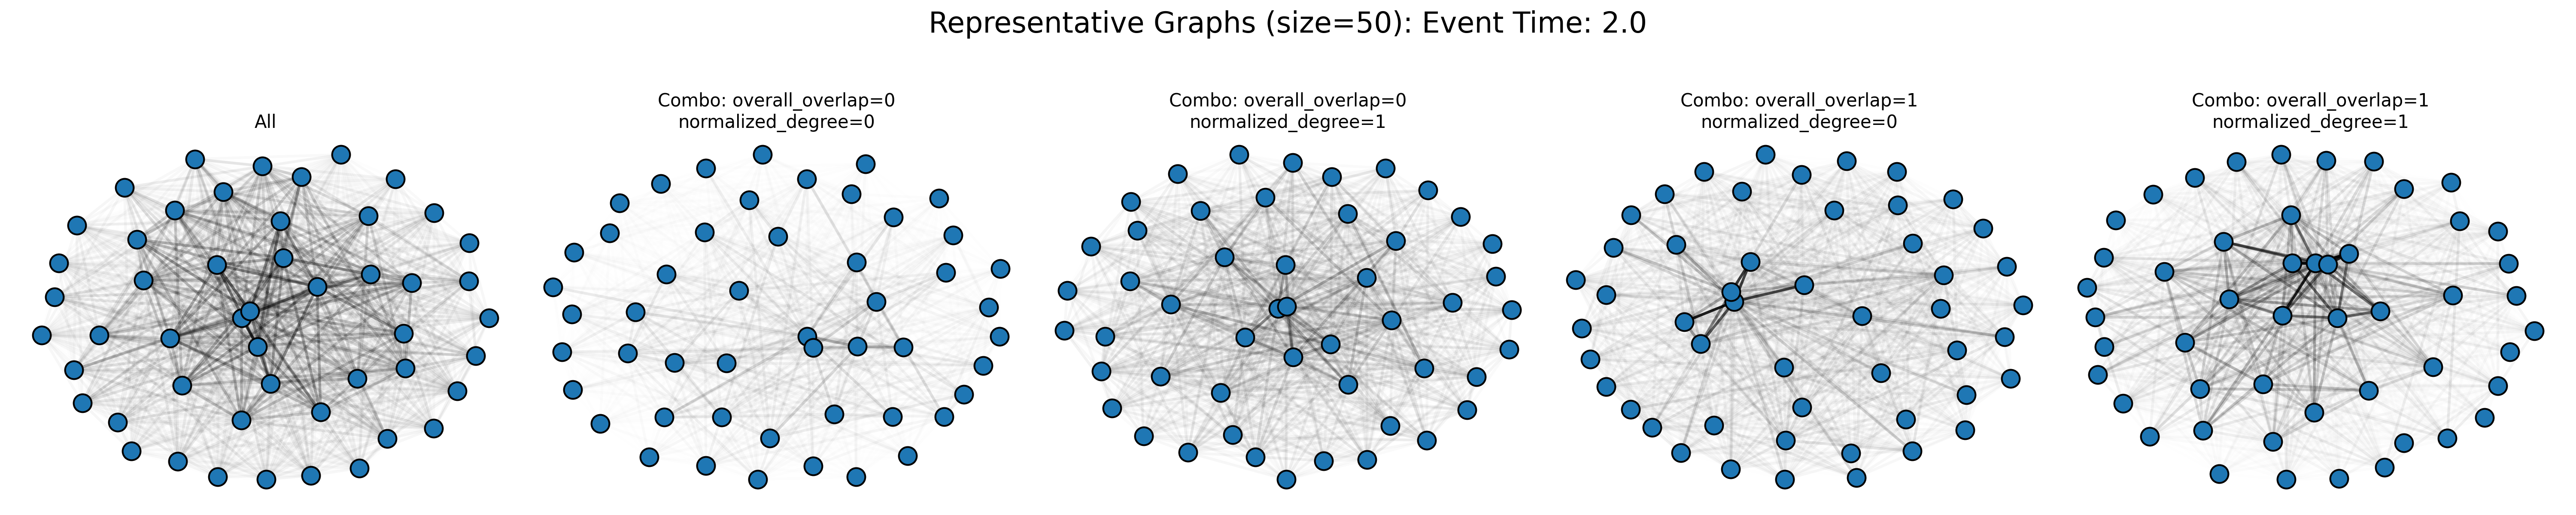 Representative Graphs (size=50): Event Time: 2.0
All
Combo: overall_overlap=0
normalized_degree=0
Combo: overall_overlap=0
normalized_degree=1
Combo: overall_overlap=1
normalized_degree=0
Combo: overall_overlap=1
normalized_degree=1